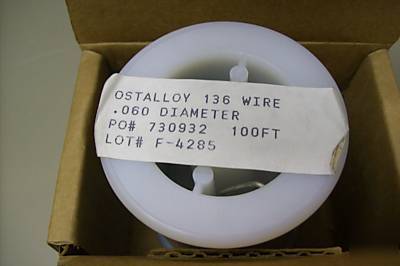 OSTALLOY 136 WIRE
.060 DIAMETER
PO# 730932 100FT
LOT# F-4285